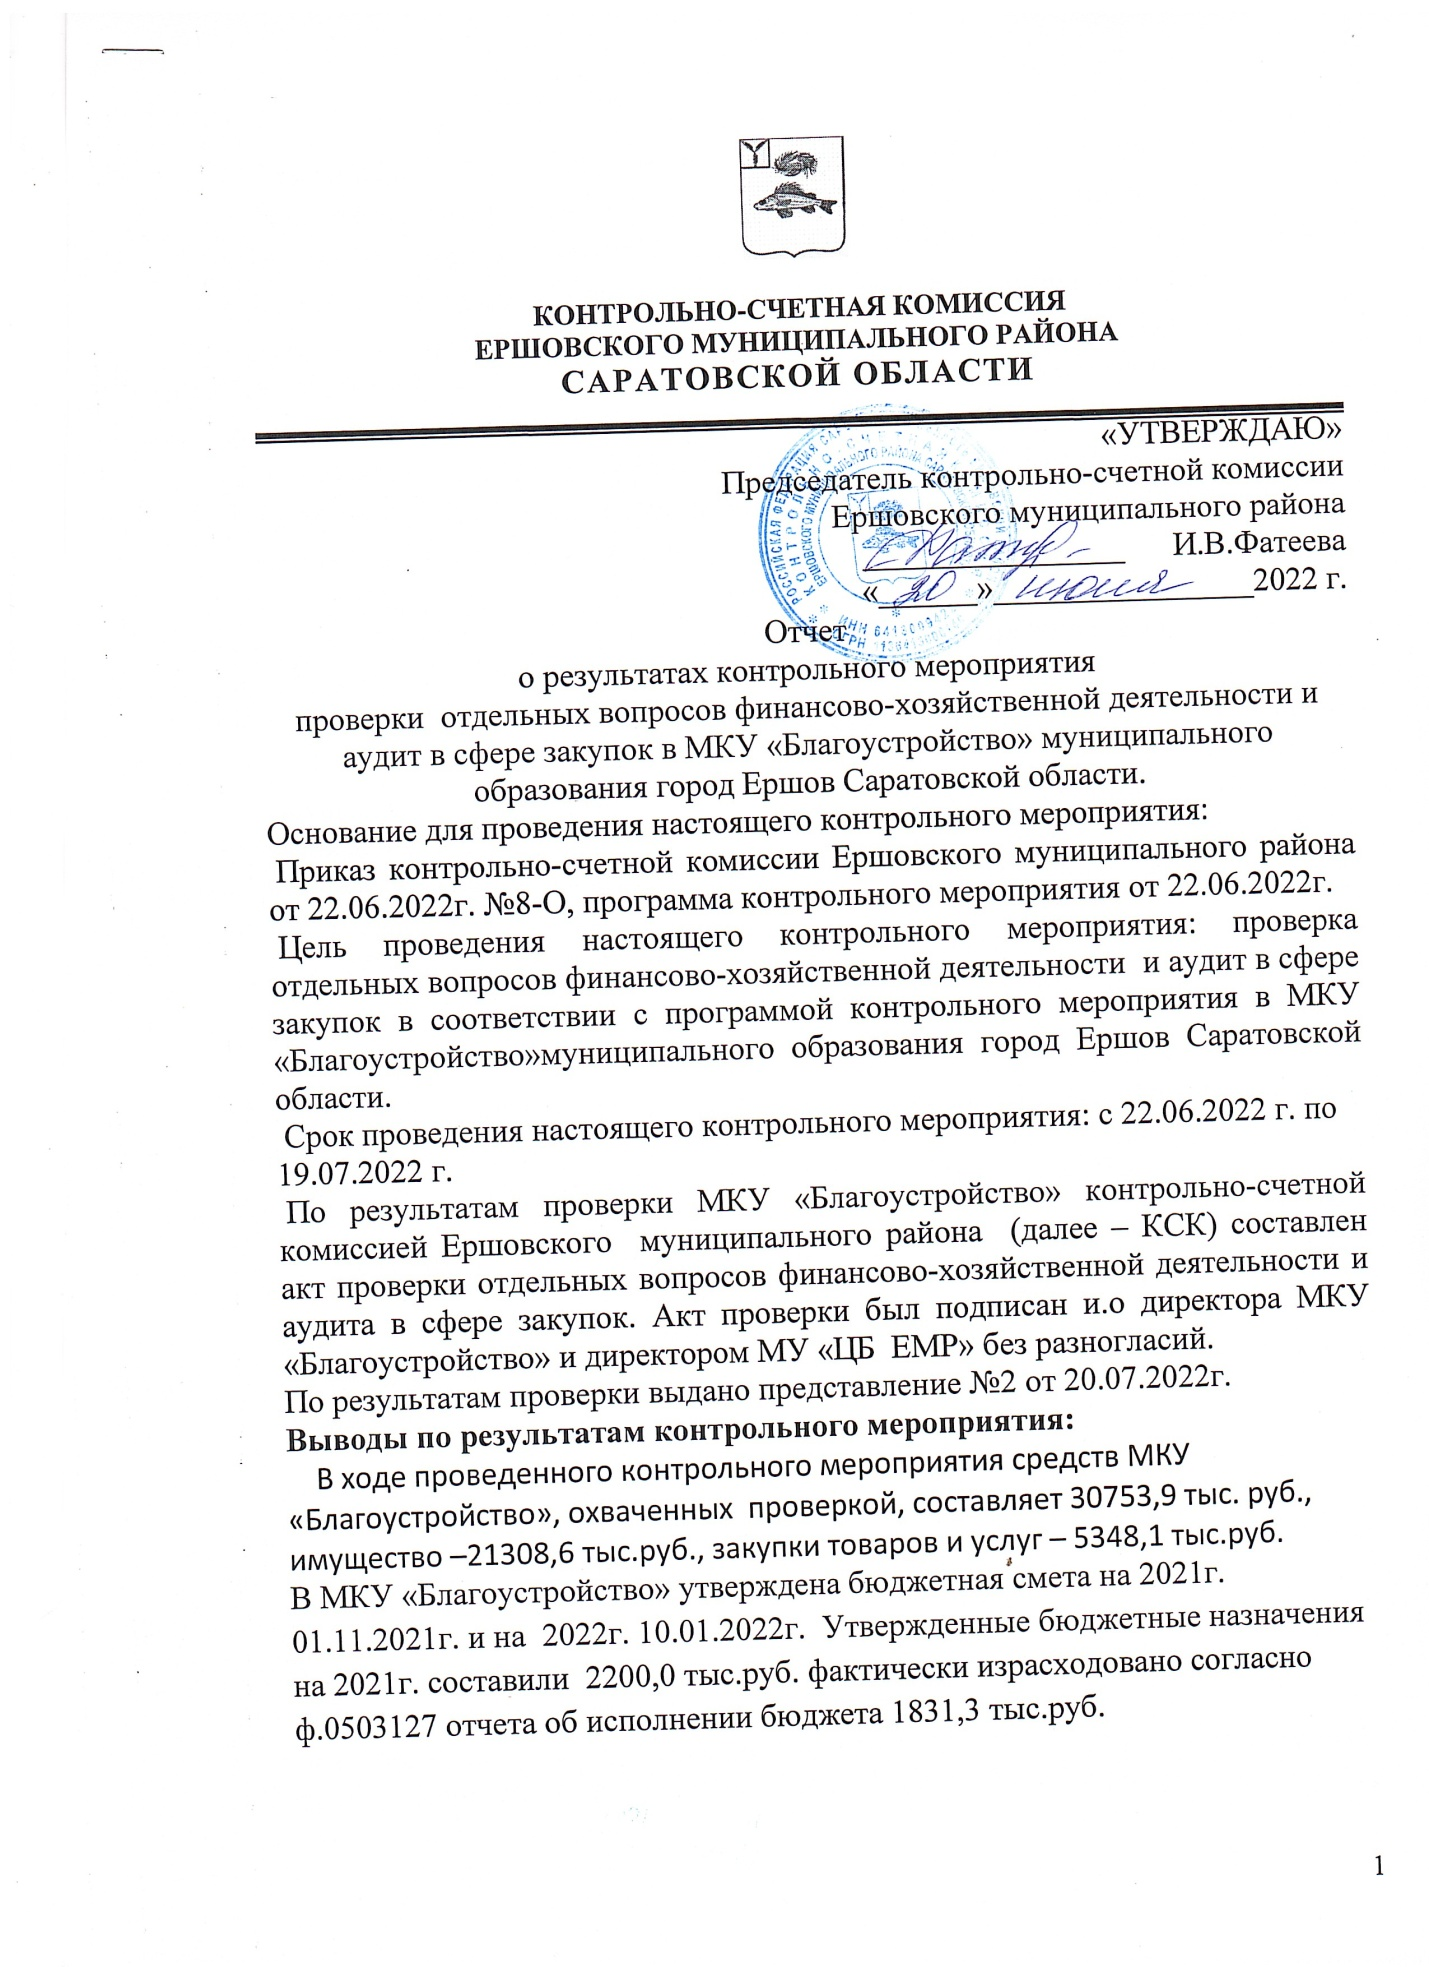 КОНТРОЛЬНО-СЧЕТНАЯ КОМИССИЯ
ЕРШОВСКОГО МУНИЦИПАЛЬНОГО РАЙОНА
САРАТОВСКОЙ ОБЛАСТИ
«УТВЕРЖДАЮ»
Председатель контрольно-счетной комиссии
Ершовского муниципального района
И.В.Фатеева
«20» июля 2022 г.
Отчет
о результатах контрольного мероприятия
проверки отдельных вопросов финансово-хозяйственной деятельности и
аудит в сфере закупок в МКУ «Благоустройство» муниципального
образования город Ершов Саратовской области.
Основание для проведения настоящего контрольного мероприятия:
Приказ контрольно-счетной комиссии Ершовского муниципального района
от 22.06.2022г. №8-О, программа контрольного мероприятия от 22.06.2022г.
Цель проведения настоящего контрольного мероприятия: проверка
отдельных вопросов финансово-хозяйственной деятельности и аудит в сфере
закупок в соответствии с программой контрольного мероприятия в МКУ
«Благоустройство»муниципального образования город Ершов Саратовской
области.
Срок проведения настоящего контрольного мероприятия: с 22.06.2022 г. по
19.07.2022 г.
По результатам проверки МКУ «Благоустройство» контрольно-счетной
комиссией Ершовского муниципального района (далее – КСК) составлен
акт проверки отдельных вопросов финансово-хозяйственной деятельности и
аудита в сфере закупок. Акт проверки был подписан и.о директора МКУ
«Благоустройство» и директором МУ «ЦБ ЕМР» без разногласий.
По результатам проверки выдано представление №2 от 20.07.2022г.
Выводы по результатам контрольного мероприятия:
В ходе проведенного контрольного мероприятия средств МКУ
«Благоустройство», охваченных проверкой, составляет 30753,9 тыс. руб.,
имущество –21308,6 тыс.руб., закупки товаров и услуг – 5348,1 тыс.руб.
В МКУ «Благоустройство» утверждена бюджетная смета на 2021г.
01.11.2021г. и на 2022г. 10.01.2022г. Утвержденные бюджетные назначения
на 2021г. составили 2200,0 тыс.руб. фактически израсходовано согласно
ф.0503127 отчета об исполнении бюджета 1831,3 тыс.руб.
1